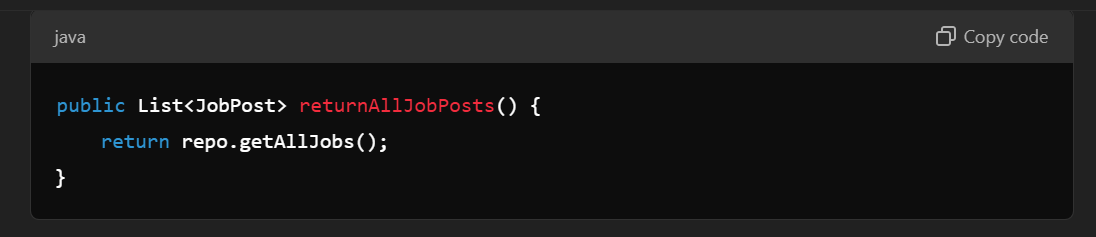 java
Copy code
public List<JobPost> returnAllJobPosts() {
    return repo.getAllJobs();
}